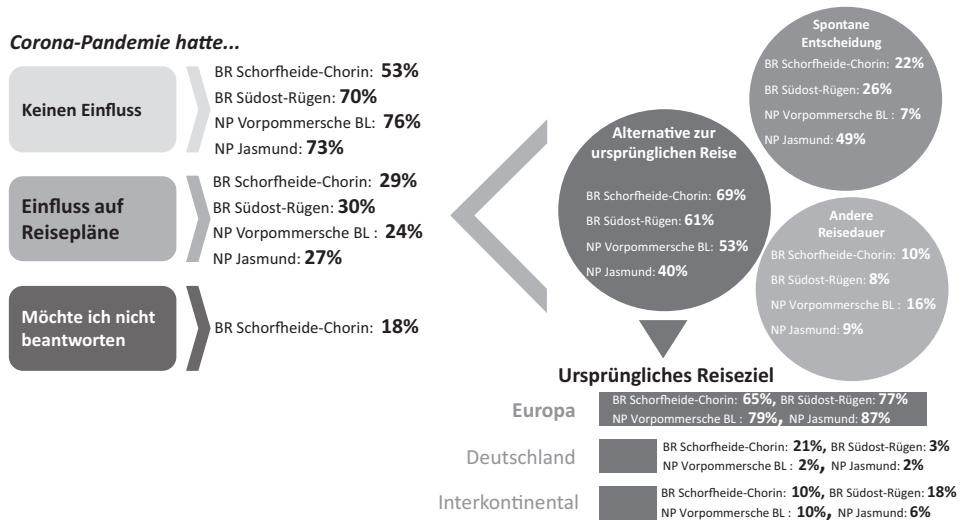 Corona-Pandemie hatte...
Keinen Einfluss
BR Schorfheide-Chorin: 53%
BR Südost-Rügen: 70%
NP Vorpommersche BL: 76%
NP Jasmund: 73%
Einfluss auf
Reisepläne
BR Schorfheide-Chorin: 29%
BR Südost-Rügen: 30%
NP Vorpommersche BL : 24%
NP Jasmund: 27%
Möchte ich nicht
beantworten
BR Schorfheide-Chorin: 18%
Alternative zur
ursprünglichen Reise
BR Schorfheide-Chorin: 69%
BR Südost-Rügen: 61%
NP Vorpommersche BL: 53%
NP Jasmund: 40%
Spontane
Entscheidung
BR Schorfheide-Chorin: 22%
BR Südost-Rügen: 26%
NP Vorpommersche BL : 7%
NP Jasmund: 49%
Andere
Reisedauer
BR Schorfheide-Chorin: 10%
BR Südost-Rügen: 8%
NP Vorpommersche BL : 16%
NP Jasmund: 9%
Ursprüngliches Reiseziel
Europa
BR Schorfheide-Chorin: 65%, BR Südost-Rügen: 77%
NP Vorpommersche BL : 79%, NP Jasmund: 87%
Deutschland
BR Schorfheide-Chorin: 21%, BR Südost-Rügen: 3%
NP Vorpommersche BL : 2%, NP Jasmund: 2%
Interkontinental
BR Schorfheide-Chorin: 10%, BR Südost-Rügen: 18%
NP Vorpommersche BL : 10%, NP Jasmund: 6%